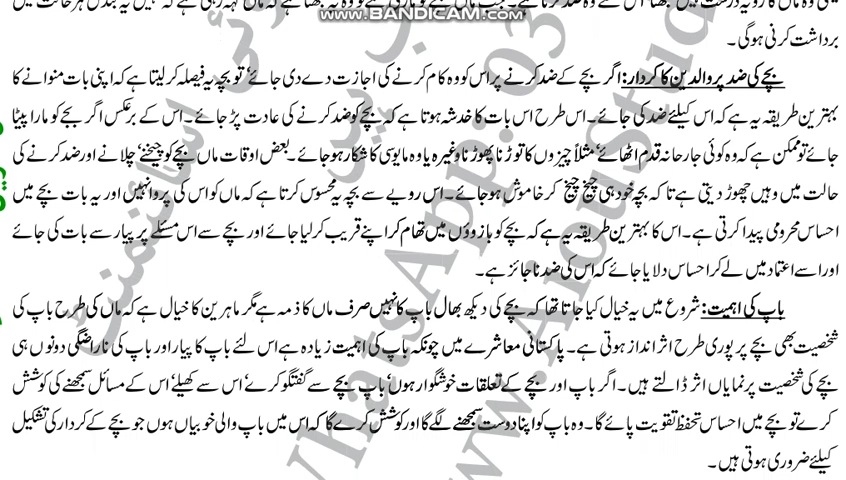 www.BANDICAM.com
برداشت کرنی ہوگی۔
بچے کی ضد پر والدین کا کردار: اگر بچے کے ضد کرنے پر اس کو وہ کام کرنے کی اجازت دے دی جائے، تو بچہ یہ فیصلہ کر لیتا ہے کہ اپنی بات منوانے کا
بہترین طریقہ یہ ہے کہ اس کیلئے ضد کی جائے۔ اس طرح اس بات کا خدشہ ہوتا ہے کہ بچے کو ضد کرنے کی عادت پڑ جائے۔ اس کے برعکس اگر بچے کو مارا پیٹا
جائے تو ممکن ہے کہ وہ کوئی جارحانہ قدم اٹھائے، مثلاً چیزوں کا توڑنا پھوڑنا وغیرہ یا وہ مایوسی کا شکار ہو جائے۔ بعض اوقات ماں بچے کو چیخنے، چلانے اور ضد کرنے کی
حالت میں وہیں چھوڑ دیتی ہے تاکہ بچہ خود ہی چیخ چیخ کر خاموش ہو جائے۔ اس رویے سے بچہ یہ محسوس کرتا ہے کہ ماں کو اس کی پروا نہیں اور یہ بات بچے میں
احساس محرومی پیدا کرتی ہے۔ اس کا بہترین طریقہ یہ ہے کہ بچے کو بازوؤں میں تھام کر اپنے قریب کر لیا جائے اور بچے سے اس مسئلے پر پیار سے بات کی جائے
اور اسے اعتماد میں لے کر احساس دلایا جائے کہ اس کی ضد ناجائز ہے۔
باپ کی اہمیت: شروع میں یہ خیال کیا جاتا تھا کہ بچے کی دیکھ بھال باپ کا نہیں صرف ماں کا ذمہ ہے مگر ماہرین کا خیال ہے کہ ماں کی طرح باپ کی
شخصیت بھی بچے پر پوری طرح اثر انداز ہوتی ہے۔ پاکستانی معاشرے میں چونکہ باپ کی اہمیت زیادہ ہے اس لئے باپ کا پیار اور باپ کی ناراضگی دونوں ہی
بچے کی شخصیت پر نمایاں اثر ڈالتے ہیں۔ اگر باپ اور بچے کے تعلقات خوشگوار ہوں، باپ بچے سے گفتگو کرے، اس سے کھیلے، اس کے مسائل سمجھنے کی کوشش
کرے تو بچے میں احساس تحفظ تقویت پائے گا۔ وہ باپ کو اپنا دوست سمجھنے لگے گا اور کوشش کرے گا کہ اس میں باپ والی خوبیاں ہوں جو بچے کے کردار کی تشکیل
کیلئے ضروری ہوتی ہیں۔